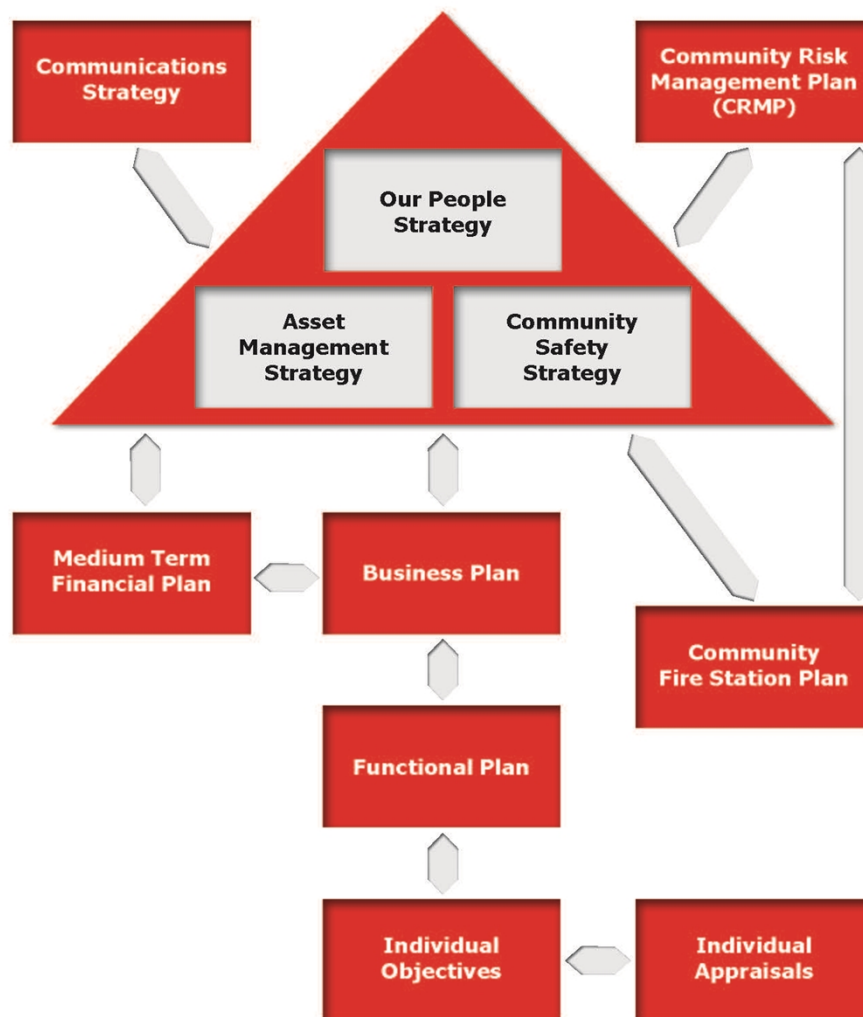 Communications
Strategy
Community Risk
Management Plan
(CRMP)
Our People
Strategy
Asset
Management
Strategy
Community
Safety
Strategy
Medium Term
Financial Plan
Business Plan
Community
Fire Station Plan
Functional Plan
Individual
Objectives
Individual
Appraisals